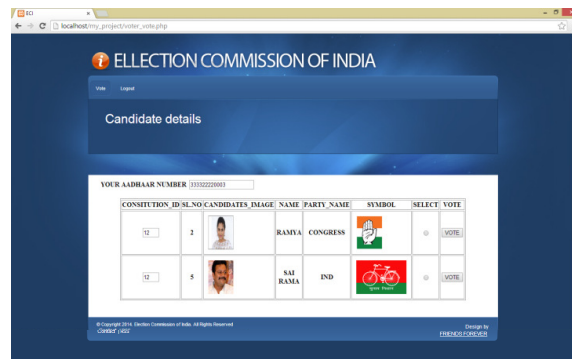 ECI
localhost/my_project/voter_vote.php
ELLECTION COMMISSION OF INDIA
Vote Logout
Candidate details
YOUR AADHAAR NUMBER 333322220003
CONSITUTION_ID SL.NO CANDIDATES_IMAGE NAME PARTY_NAME SYMBOL SELECT VOTE
12 2 RAMYA CONGRESS VOTE
12 5 SAI RAMA IND VOTE
© Copyright 2014 Election Commission of India. All Rights Reserved
Design by
FRIENDS FOREVER